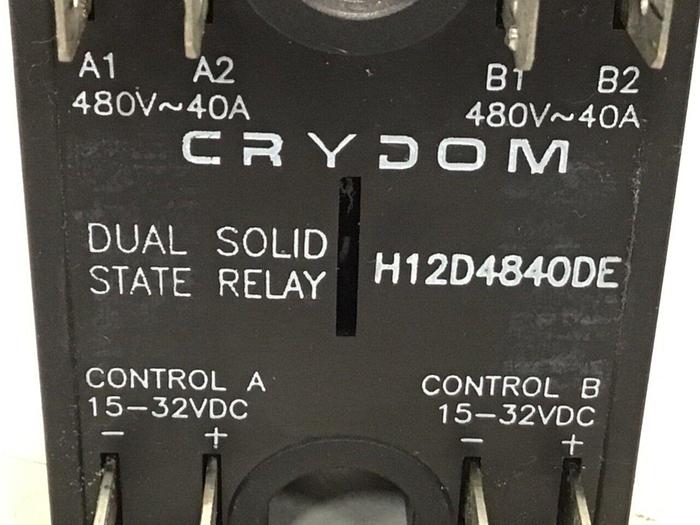 A1 A2 B1 B2
480V~40A 480V~40A
CRYDOM
DUAL SOLID
STATE RELAY
H12D4840DE
CONTROL A
15-32VDC
- +
CONTROL B
15-32VDC
- +